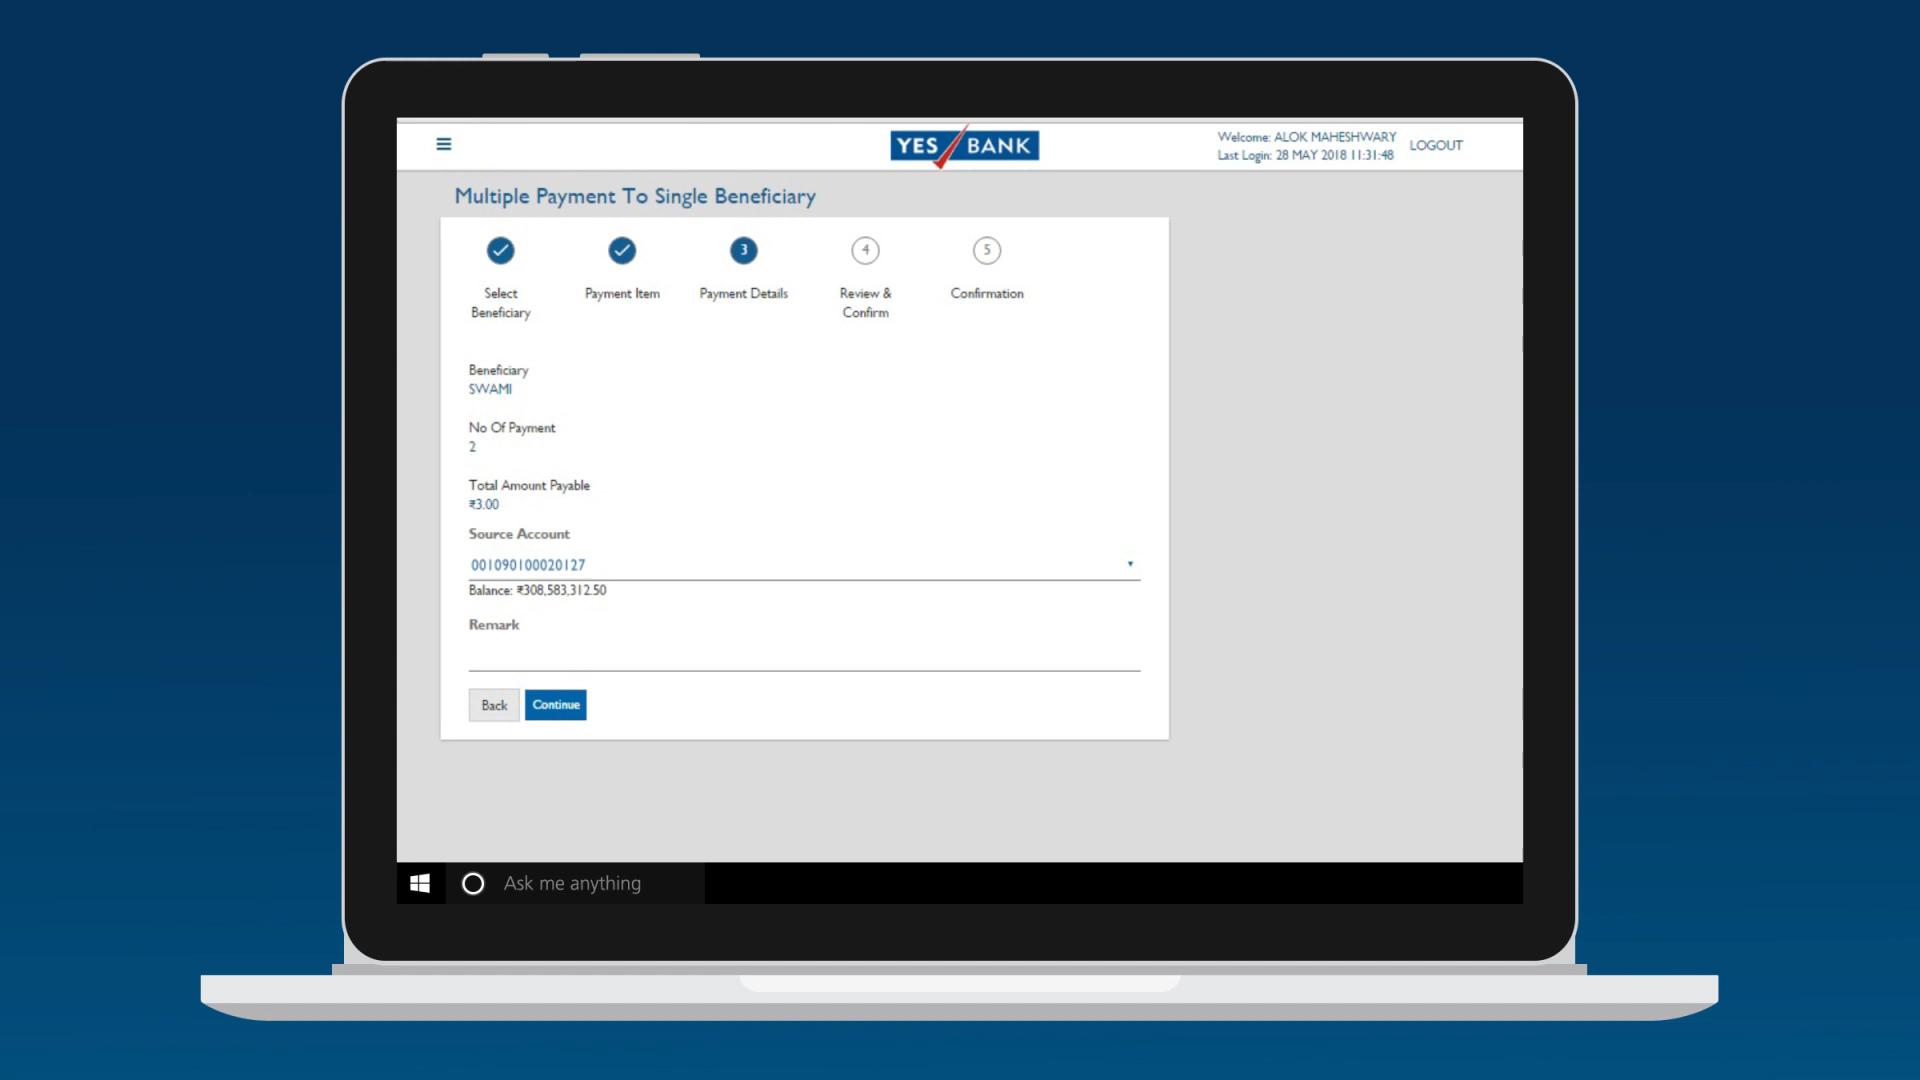 YES BANK
Welcome: ALOK MAHESHWARY
Last Login: 28 MAY 2018 11:31:48
LOGOUT
Multiple Payment To Single Beneficiary
3
4
5
Select
Beneficiary
Payment Item
Payment Details
Review &
Confirm
Confirmation
Beneficiary
SWAMI
No Of Payment
2
Total Amount Payable
₹3.00
Source Account
001090100020127
Balance: ₹308,583,312.50
Remark
Back
Continue
Ask me anything